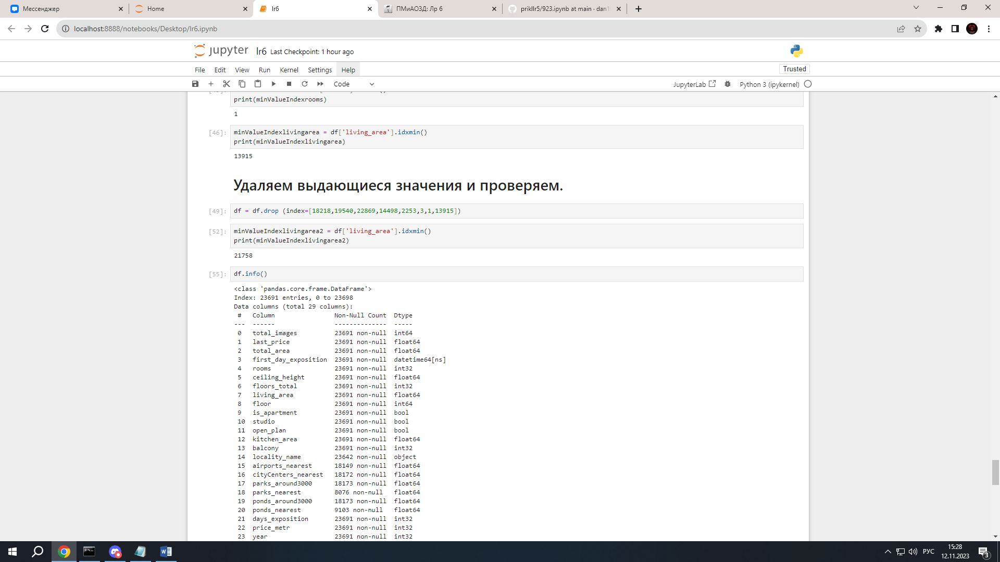 Мессенджер
Home
lr6
ПМиАОЗД: Лр 6
prikllr5/923.ipynb at main · dan1
localhost:8888/notebooks/Desktop/lr6.ipynb
jupyter lr6 Last Checkpoint: 1 hour ago
File Edit View Run Kernel Settings Help
Trusted
Code
JupyterLab
Python 3 (ipykernel)
print(minValueIndexrooms)
1
[46]: minValueIndexlivingarea = df['living_area'].idxmin()
print(minValueIndexlivingarea)
13915
Удаляем выдающиеся значения и проверяем.
[49]: df = df.drop (index=[18218,19540,22869,14498,2253,3,1,13915])
[52]: minValueIndexlivingarea2 = df['living_area'].idxmin()
print(minValueIndexlivingarea2)
21758
[55]: df.info()
<class 'pandas.core.frame.DataFrame'>
Index: 23691 entries, 0 to 23698
Data columns (total 29 columns):
 #   Column                Non-Null Count  Dtype
---  ------                --------------  -----
 0   total_images          23691 non-null  int64
 1   last_price            23691 non-null  float64
 2   total_area            23691 non-null  float64
 3   first_day_exposition  23691 non-null  datetime64[ns]
 4   rooms                 23691 non-null  int32
 5   ceiling_height        23691 non-null  float64
 6   floors_total          23691 non-null  int32
 7   living_area           23691 non-null  float64
 8   floor                 23691 non-null  int64
 9   is_apartment          23691 non-null  bool
 10  studio                23691 non-null  bool
 11  open_plan             23691 non-null  bool
 12  kitchen_area          23691 non-null  float64
 13  balcony               23691 non-null  int32
 14  locality_name         23642 non-null  object
 15  airports_nearest      18149 non-null  float64
 16  cityCenters_nearest   18172 non-null  float64
 17  parks_around3000      18173 non-null  float64
 18  parks_nearest         8076 non-null   float64
 19  ponds_around3000      18173 non-null  float64
 20  ponds_nearest         9103 non-null   float64
 21  days_exposition       23691 non-null  int32
 22  price_metr            23691 non-null  int32
 23  year                  23691 non-null  int32
РУС
15:28
12.11.2023
3